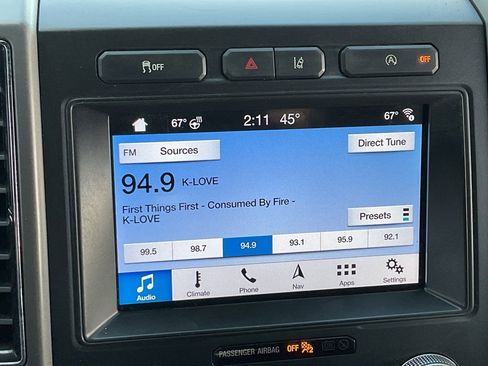 OFF
A OFF
67° 2:11 45° 67°
FM Sources Direct Tune
94.9 K-LOVE
First Things First - Consumed By Fire -
K-LOVE
Presets
99.5 98.7 94.9 93.1 95.9 92.1
Audio Climate Phone Nav Apps Settings
PASSENGER AIRBAG OFF 2